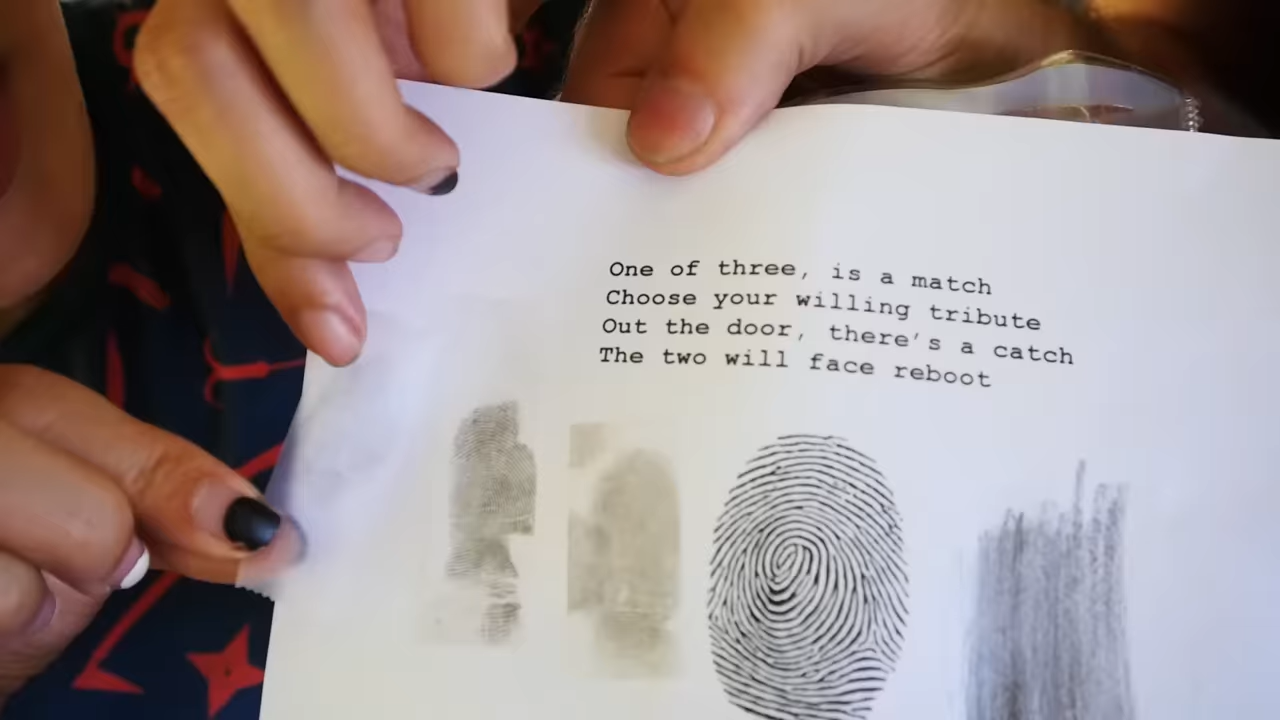 One of three, is a match
Choose your willing tribute
Out the door, there's a catch
The two will face reboot